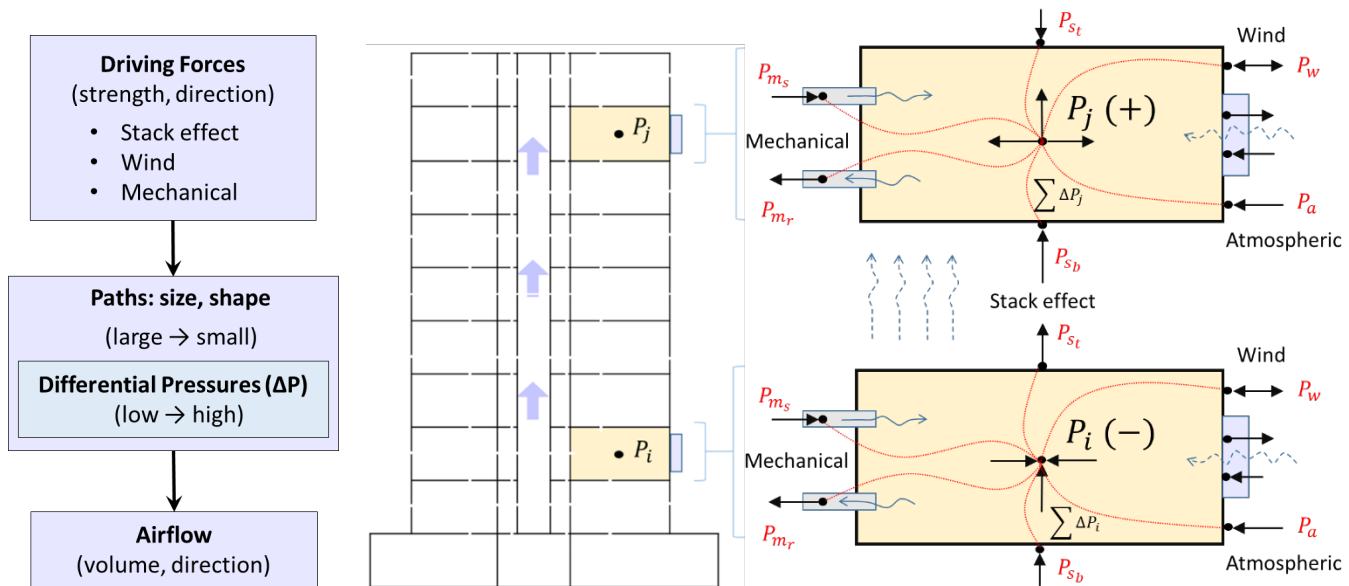 Driving Forces
(strength, direction)
• Stack effect
• Wind
• Mechanical
Paths: size, shape
(large → small)
Differential Pressures (ΔP)
(low → high)
Airflow
(volume, direction)
P_j
P_i
P_{s_t}
Wind
P_{m_s}
P_w
P_j (+)
Mechanical
∑ ΔP_j
P_{m_r}
P_a
Atmospheric
P_{s_b}
Stack effect
P_{s_t}
Wind
P_{m_s}
P_w
P_i (−)
Mechanical
∑ ΔP_i
P_{m_r}
P_a
Atmospheric
P_{s_b}